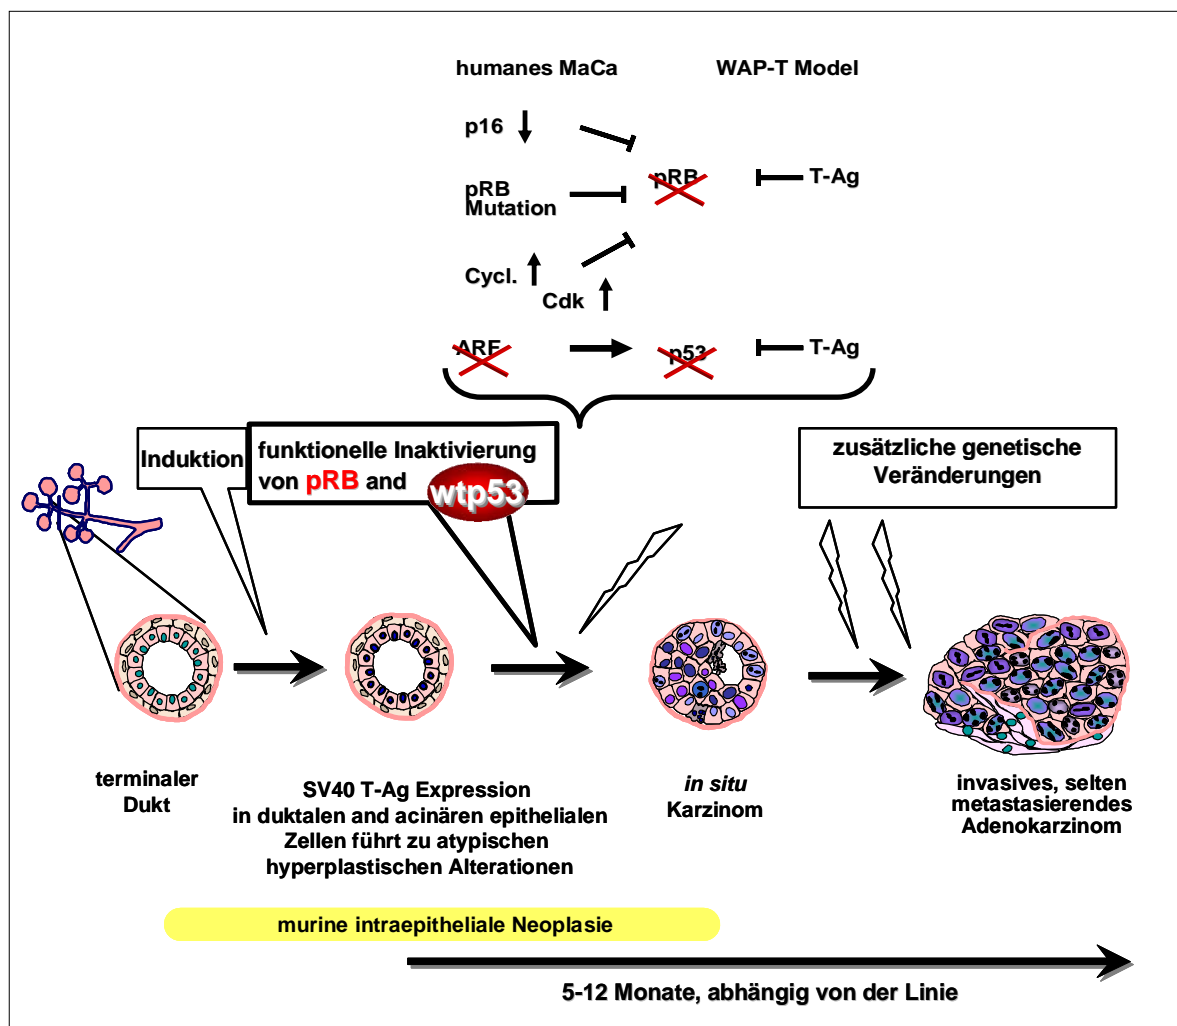 humanes MaCa
WAP-T Model
p16
pRB
Mutation
pRB
T-Ag
Cycl.
Cdk
ARF
p53
T-Ag
Induktion
funktionelle Inaktivierung
von pRB and wtp53
zusätzliche genetische
Veränderungen
terminaler
Dukt
SV40 T-Ag Expression
in duktalen and acinären epithelialen
Zellen führt zu atypischen
hyperplastischen Alterationen
in situ
Karzinom
invasives, selten
metastasierendes
Adenokarzinom
murine intraepitheliale Neoplasie
5-12 Monate, abhängig von der Linie